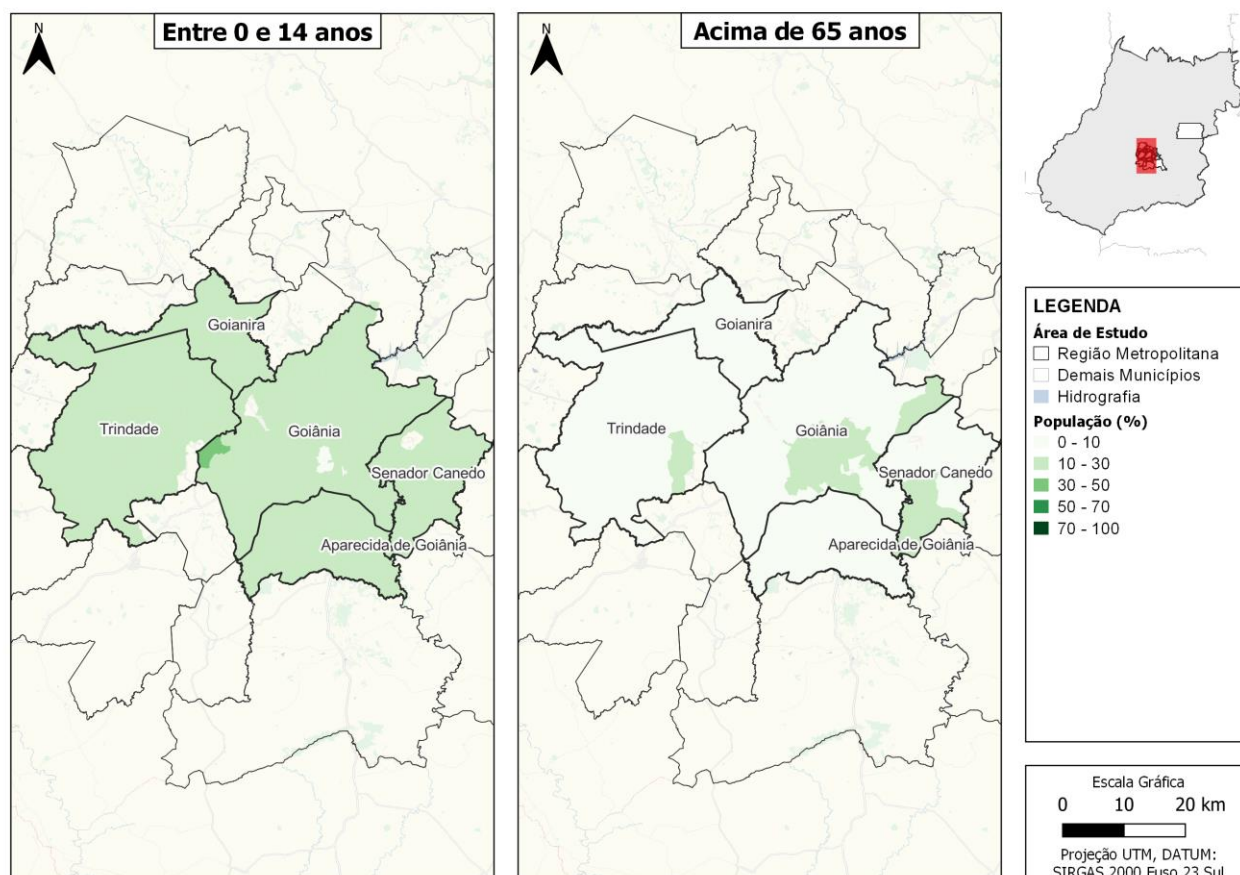 Entre 0 e 14 anos
N
Goianira
Trindade
Goiânia
Senador Canedo
Aparecida de Goiânia
Acima de 65 anos
N
Goianira
Trindade
Goiânia
Senador Canedo
Aparecida de Goiânia
LEGENDA
Área de Estudo
Região Metropolitana
Demais Municípios
Hidrografia
População (%)
0 - 10
10 - 30
30 - 50
50 - 70
70 - 100
Escala Gráfica
0 10 20 km
Projeção UTM, DATUM:
SIRGAS 2000 Fuso 23 Sul